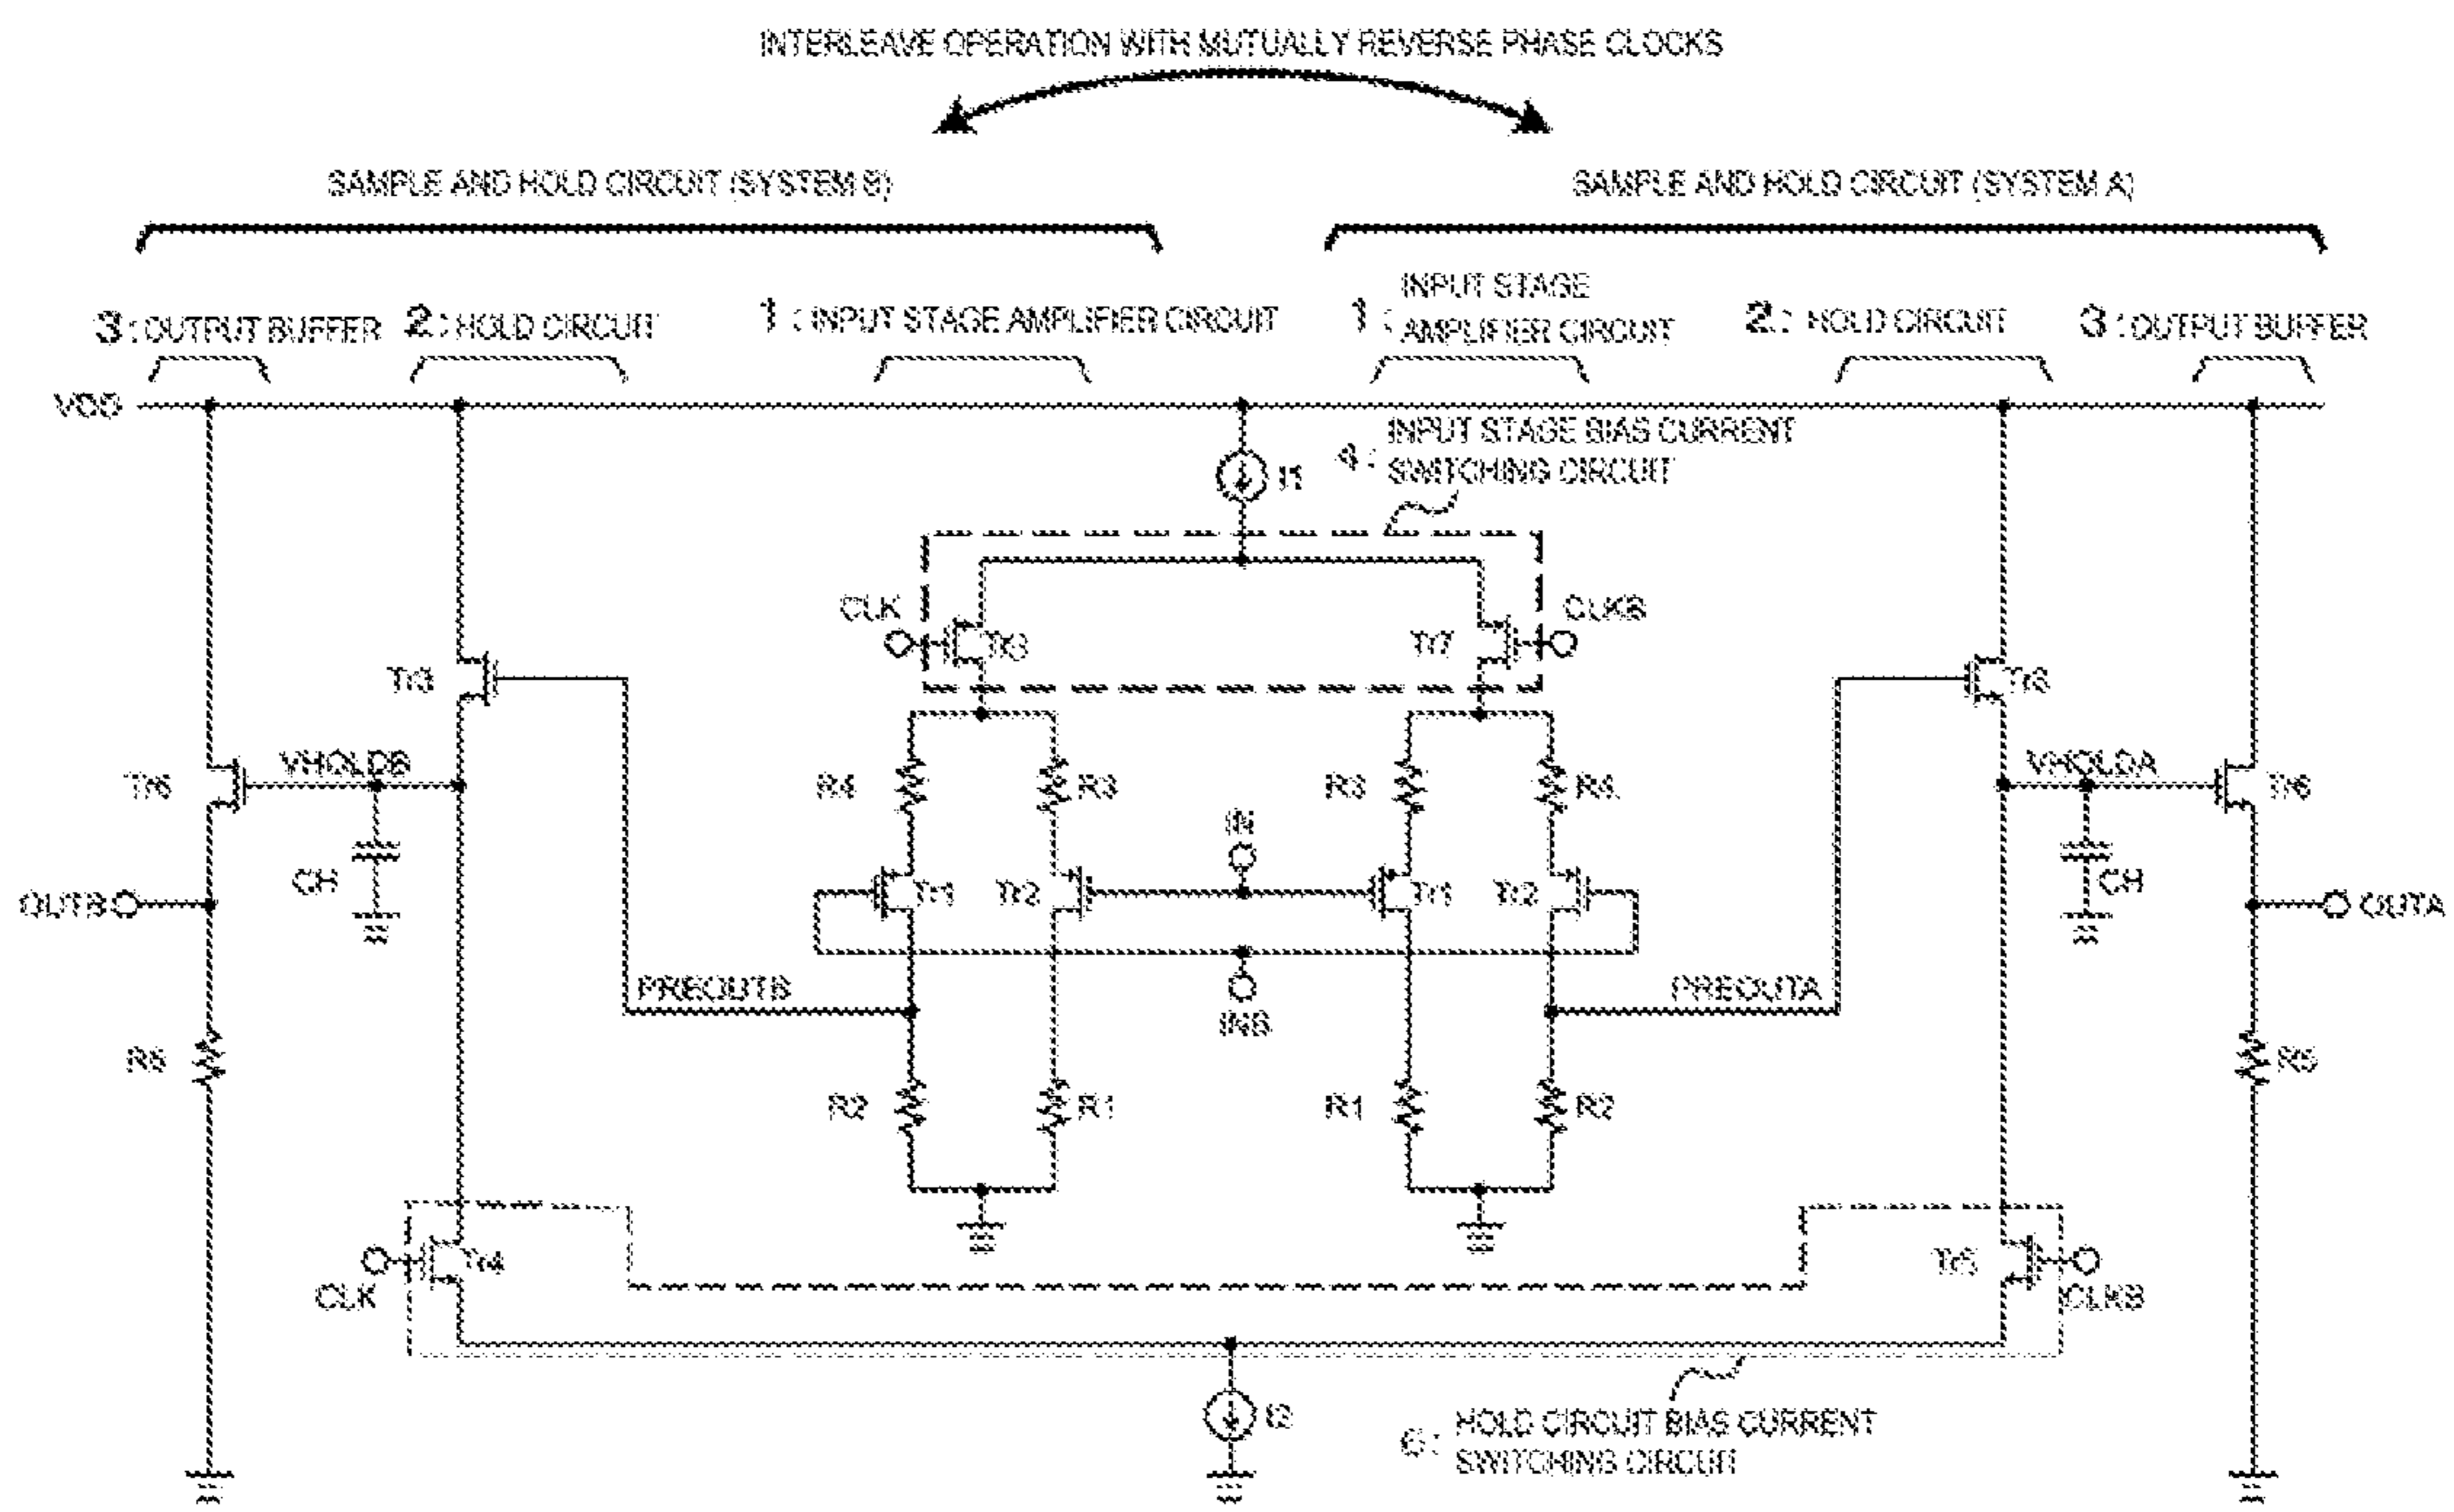 INTERLEAVE OPERATION WITH MUTUALLY REVERSE PHASE CLOCKS
SAMPLE AND HOLD CIRCUIT (SYSTEM B)
SAMPLE AND HOLD CIRCUIT (SYSTEM A)
3: OUTPUT BUFFER
2: HOLD CIRCUIT
1: INPUT STAGE AMPLIFIER CIRCUIT
1: INPUT STAGE
AMPLIFIER CIRCUIT
2: HOLD CIRCUIT
3: OUTPUT BUFFER
VDD
I1
4: INPUT STAGE BIAS CURRENT
SWITCHING CIRCUIT
CLK
Tr7
CLKB
Tr3
VHOLDB
Tr6
CH
OUTB
R4
R3
R3
R4
IN
Tr1
Tr2
Tr1
Tr2
INB
PREOUTB
PREOUTA
VHOLDA
Tr6
CH
OUTA
R5
R2
R1
R1
R2
R5
CLK
Tr4
Tr5
CLKB
I2
6: HOLD CIRCUIT BIAS CURRENT
SWITCHING CIRCUIT